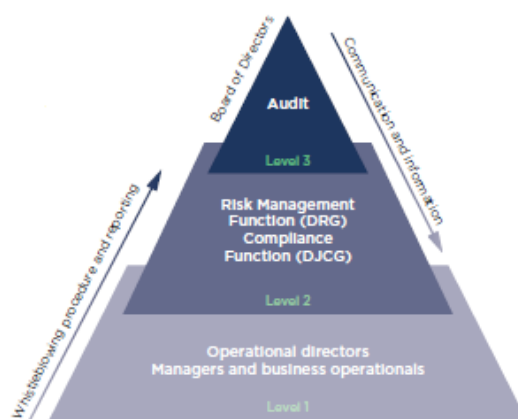 Board of Directors
Communication and information
Whistleblowing procedure and reporting
Audit
Level 3
Risk Management
Function (DRG)
Compliance
Function (DJCG)
Level 2
Operational directors
Managers and business operationals
Level 1